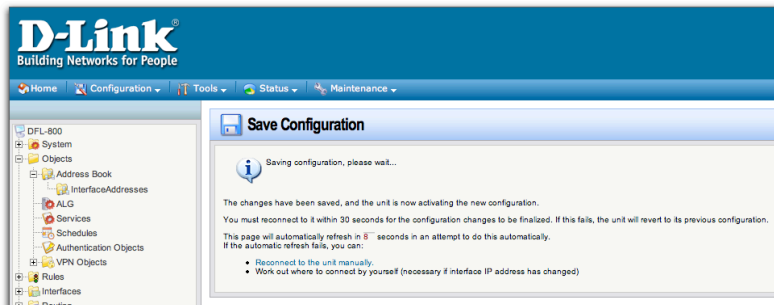 D-Link®
Building Networks for People
Home Configuration Tools Status Maintenance
DFL-800
System
Objects
Address Book
InterfaceAddresses
ALG
Services
Schedules
Authentication Objects
VPN Objects
Rules
Interfaces
Routing
Save Configuration
Saving configuration, please wait...
The changes have been saved, and the unit is now activating the new configuration.
You must reconnect to it within 30 seconds for the configuration changes to be finalized. If this fails, the unit will revert to its previous configuration.
This page will automatically refresh in 8 seconds in an attempt to do this automatically.
If the automatic refresh fails, you can:
Reconnect to the unit manually.
Work out where to connect by yourself (necessary if interface IP address has changed)